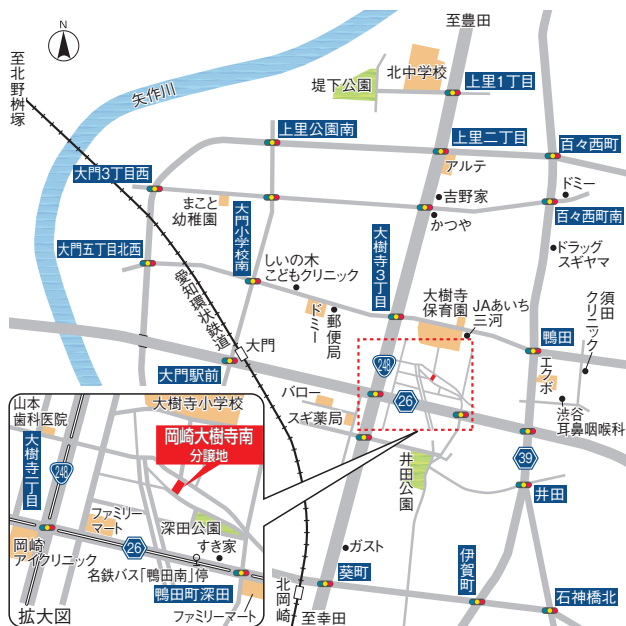 至豊田
N
至北野桝塚
矢作川
北中学校
堤下公園
上里1丁目
上里公園南
上里二丁目
百々西町
アルテ
大門3丁目西
まこと
幼稚園
吉野家
かつや
ドミー
百々西町南
大門五丁目北西
大門小学校南
しいの木
こどもクリニック
大樹寺3丁目
ドラッグ
スギヤマ
愛知環状鉄道
大門
ドミー
郵便局
大樹寺
保育園
JAあいち
三河
須田
クリニック
鴨田
大門駅前
248
26
エクボ
渋谷
耳鼻咽喉科
バロー
スギ薬局
39
井田公園
井田
ガスト
葵町
伊賀町
石神橋北
北岡崎
至幸田
山本
歯科医院
大樹寺小学校
岡崎大樹寺南
分譲地
大樹寺二丁目
248
ファミリー
マート
深田公園
岡崎
アイクリニック
26
すき家
名鉄バス「鴨田南」停
鴨田町深田
ファミリーマート
拡大図